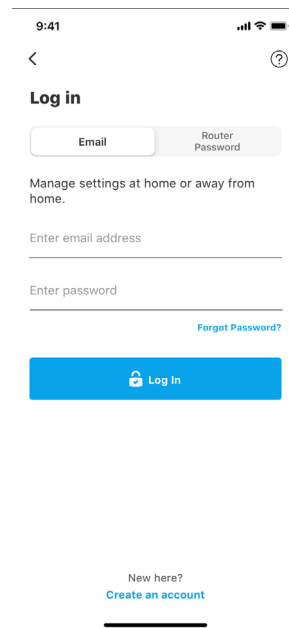 9:41
Log in
Email
Router
Password
Manage settings at home or away from
home.
Enter email address
Enter password
Forgot Password?
Log In
New here?
Create an account